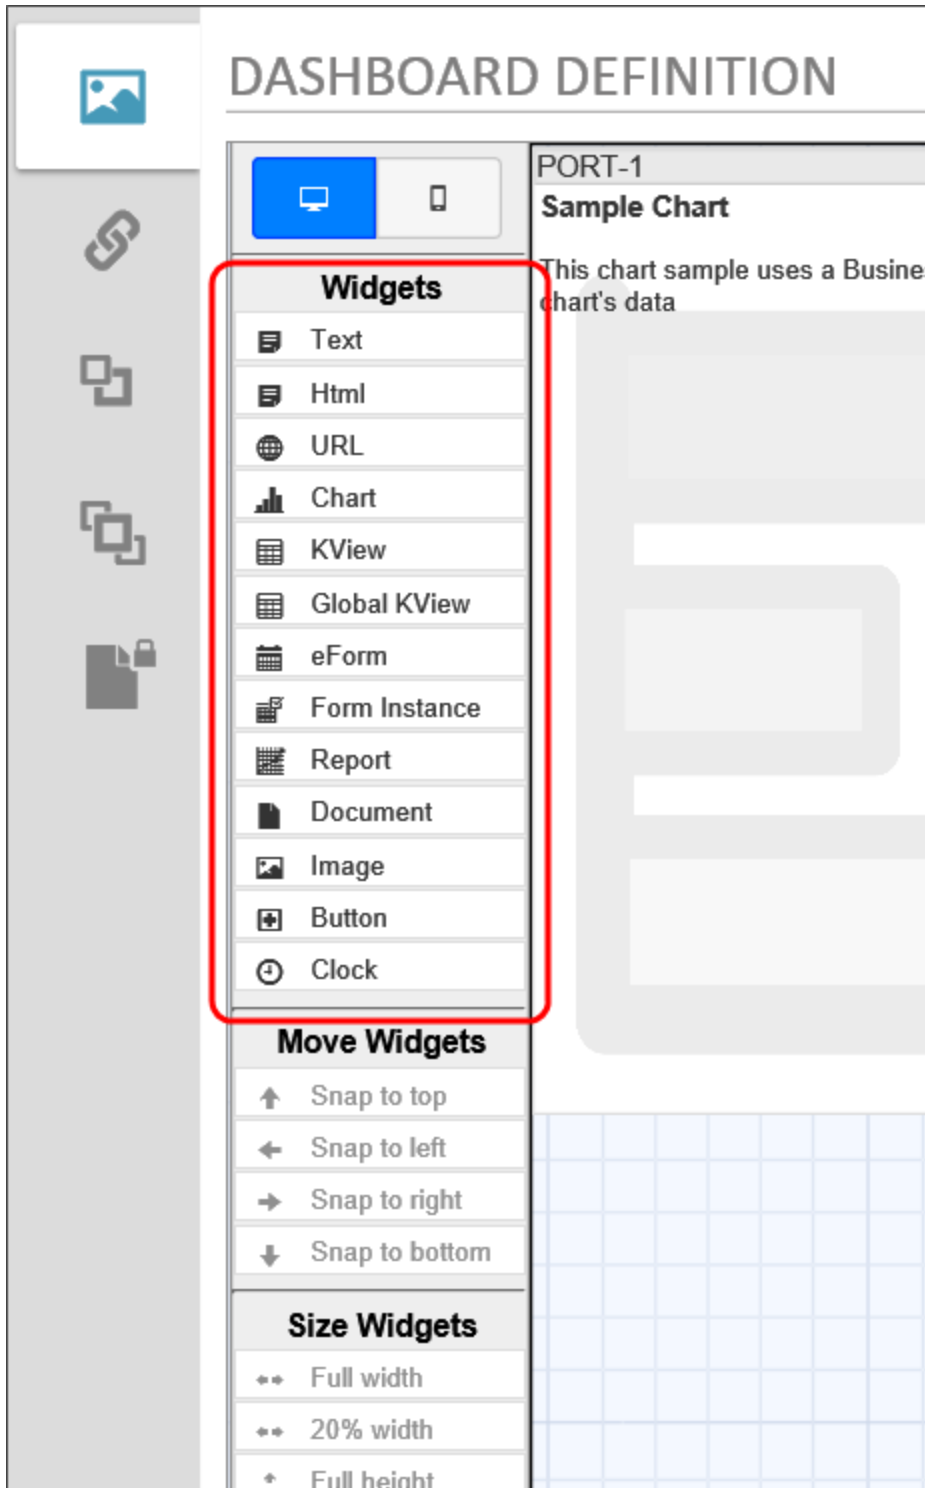 DASHBOARD DEFINITION
PORT-1
Sample Chart
This chart sample uses a
chart's data
Widgets
Text
Html
URL
Chart
KView
Global KView
eForm
Form Instance
Report
Document
Image
Button
Clock
Move Widgets
Snap to top
Snap to left
Snap to right
Snap to bottom
Size Widgets
Full width
20% width
Full height